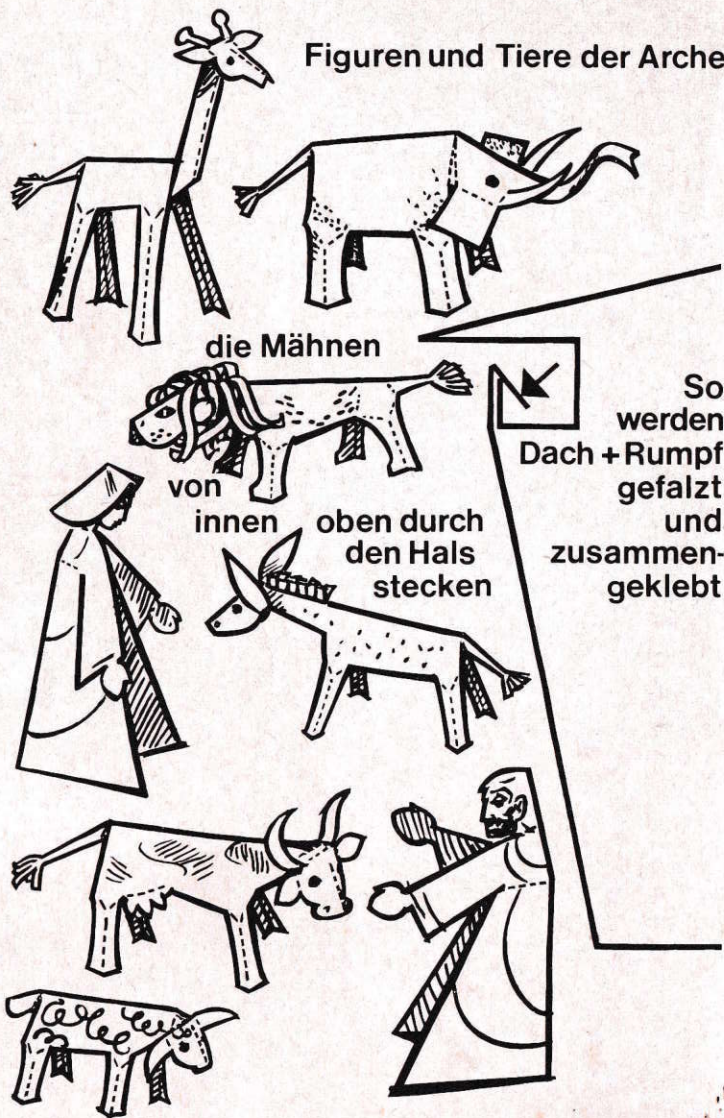 Figuren und Tiere der Arche
die Mähnen
von
innen oben durch
den Hals
stecken
So
werden
Dach + Rumpf
gefalzt
und
zusammen-
geklebt